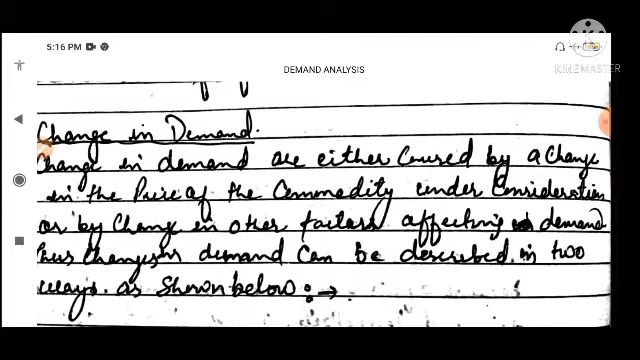 5:16 PM
KINEMASTER
DEMAND ANALYSIS
Change in Demand.
Change in demand are either Caused by a Change
in the Price of the Commodity under Consideration
or by Change in other factors affecting demand
thus changes in demand can be described in two
ways. as shown below :→